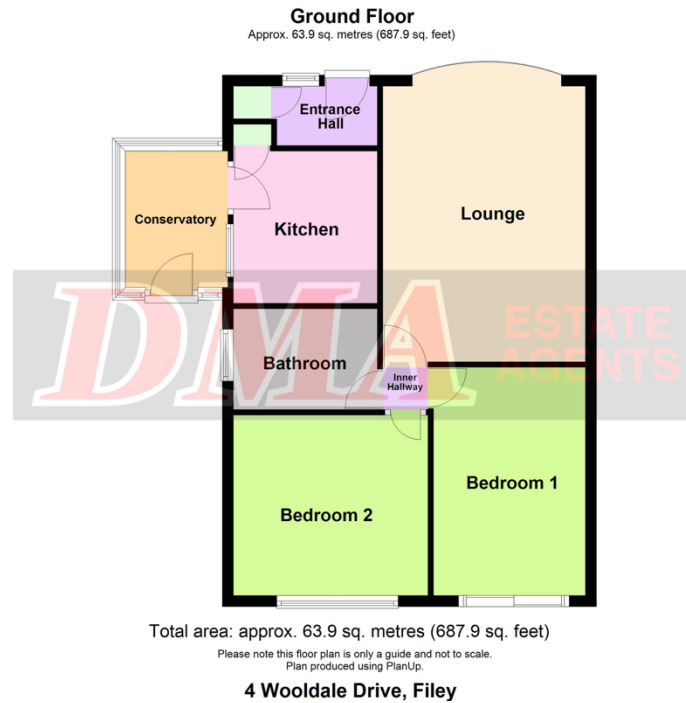 Ground Floor
Approx. 63.9 sq. metres (687.9 sq. feet)
Entrance
Hall
Lounge
Conservatory
Kitchen
DMA
ESTATE
AGENTS
Bathroom
Inner
Hallway
Bedroom 1
Bedroom 2
Total area: approx. 63.9 sq. metres (687.9 sq. feet)
Please note this floor plan is only a guide and not to scale.
Plan produced using PlanUp.
4 Wooldale Drive, Filey